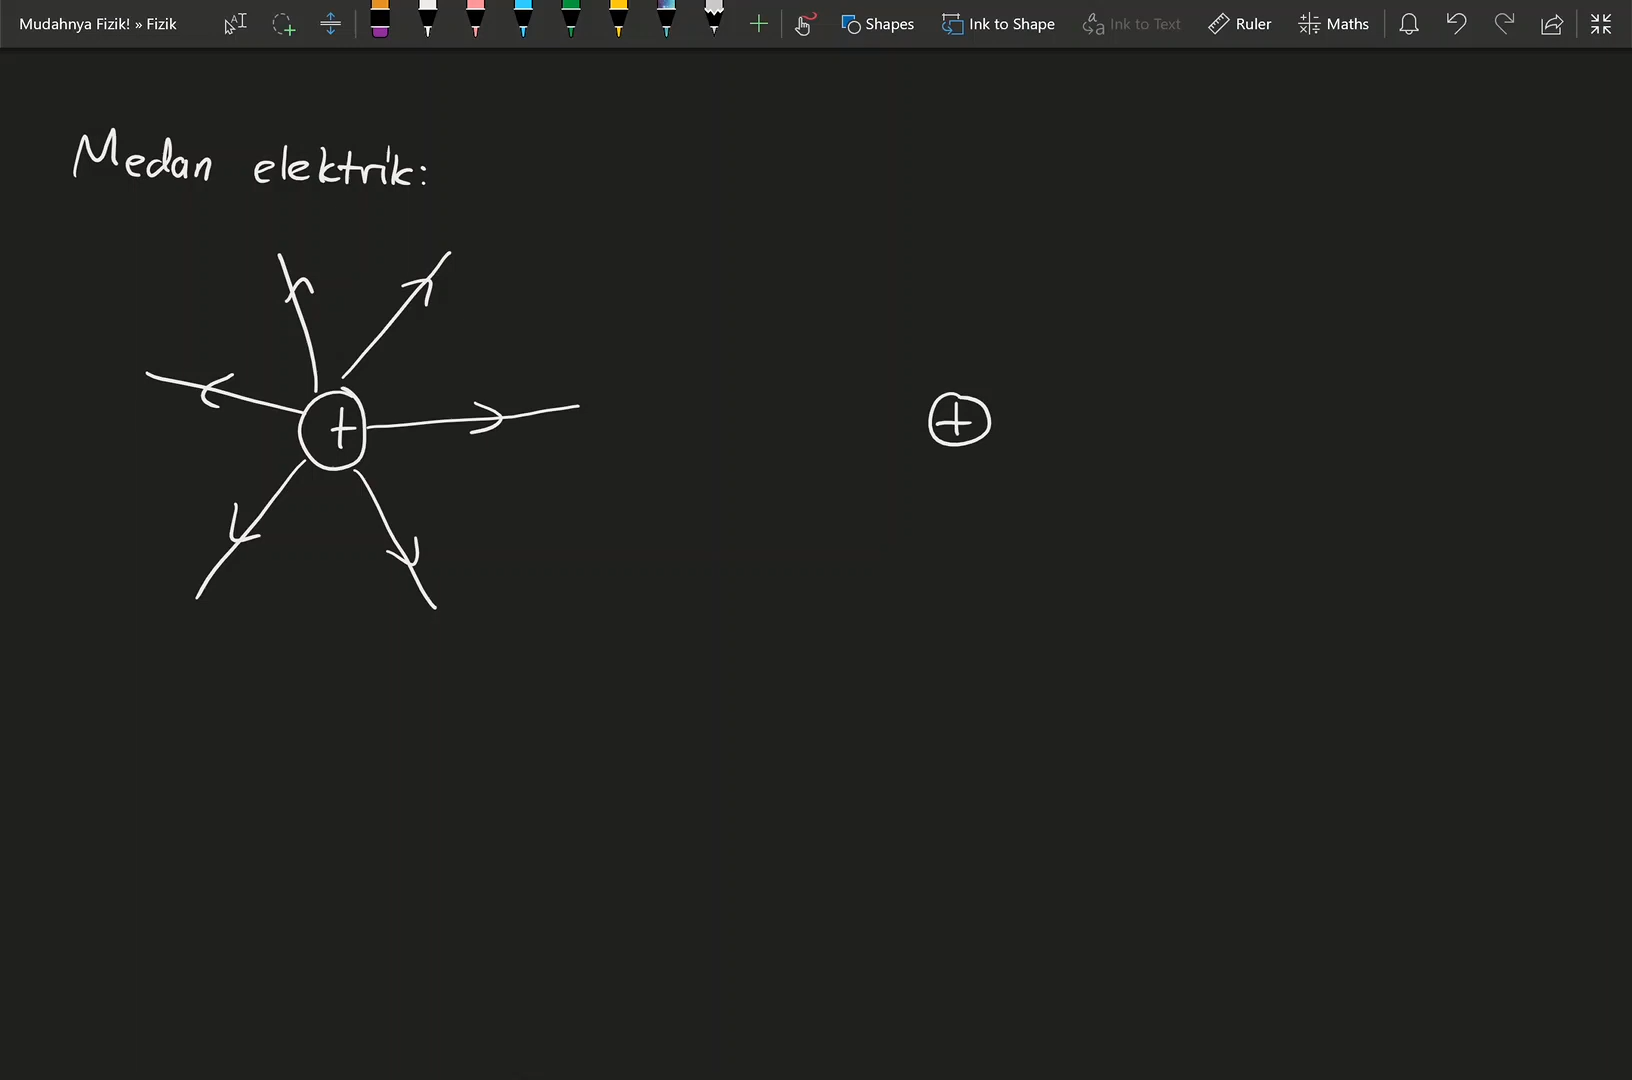 Mudahnya Fizik! » Fizik
Shapes
Ink to Shape
Ink to Text
Ruler
Maths
Medan elektrik:
+
+